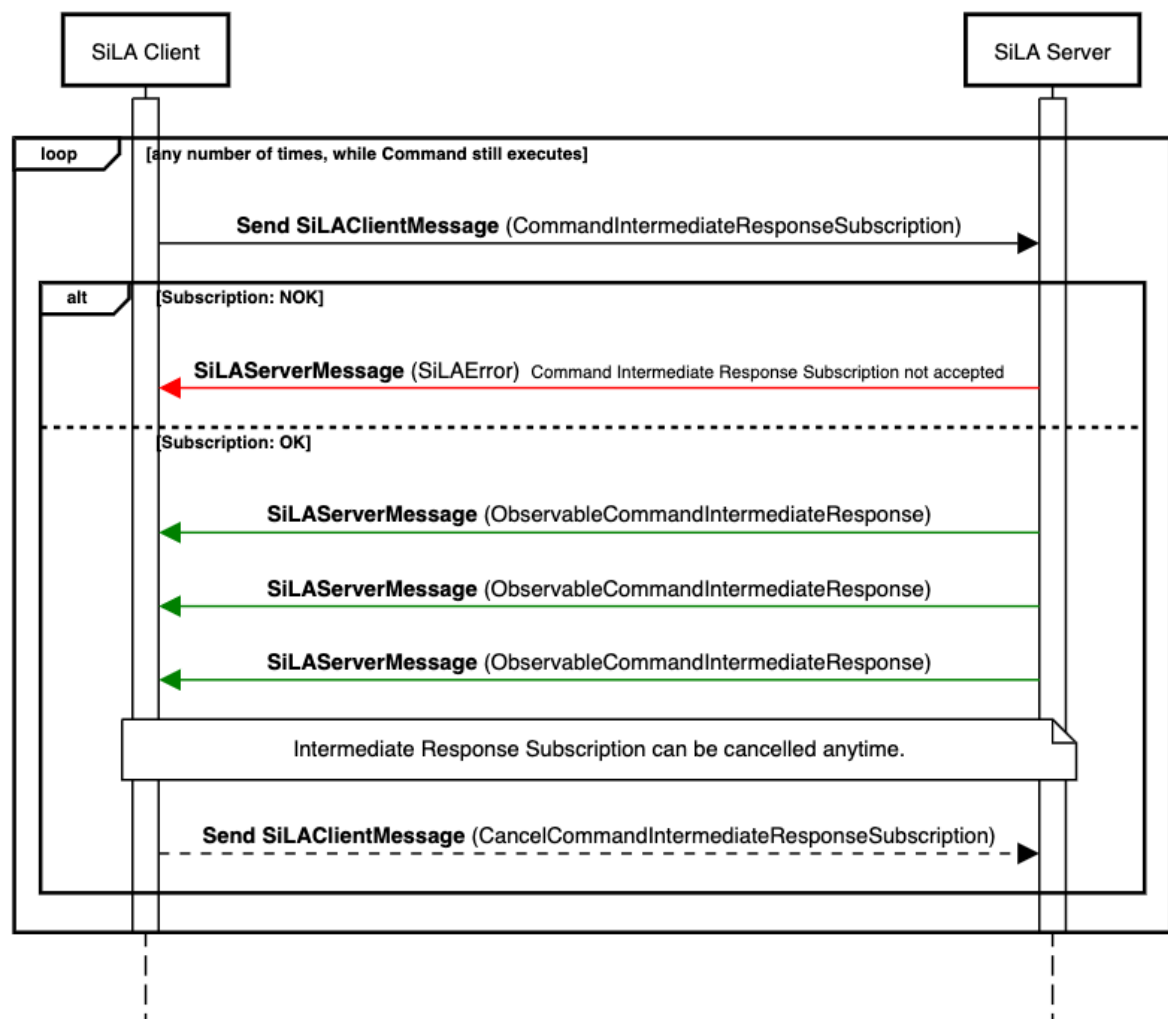 SiLA Client
SiLA Server
loop
[any number of times, while Command still executes]
Send SiLAClientMessage (CommandIntermediateResponseSubscription)
alt
[Subscription: NOK]
SiLAServerMessage (SiLAError) Command Intermediate Response Subscription not accepted
[Subscription: OK]
SiLAServerMessage (ObservableCommandIntermediateResponse)
SiLAServerMessage (ObservableCommandIntermediateResponse)
SiLAServerMessage (ObservableCommandIntermediateResponse)
Intermediate Response Subscription can be cancelled anytime.
Send SiLAClientMessage (CancelCommandIntermediateResponseSubscription)